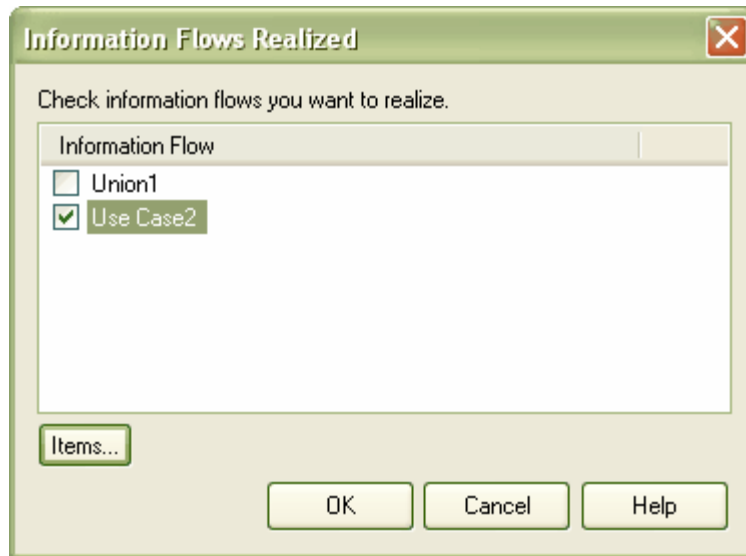 Information Flows Realized
Check information flows you want to realize.
Information Flow
Union1
Use Case2
Items...
OK Cancel Help